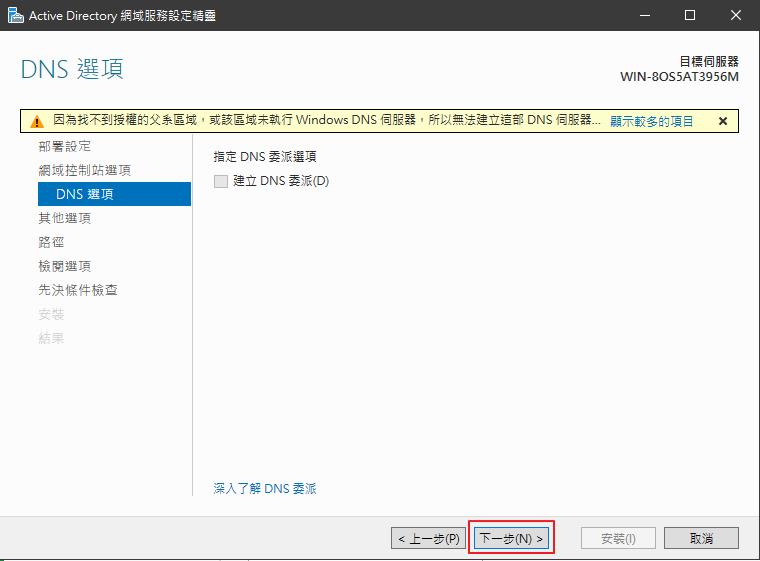 Active Directory 網域服務設定精靈
DNS 選項
目標伺服器
WIN-8OS5AT3956M
因為找不到授權的父系區域，或該區域未執行 Windows DNS 伺服器，所以無法建立這部 DNS 伺服器... 顯示較多的項目
部署設定
網域控制站選項
DNS 選項
其他選項
路徑
檢閱選項
先決條件檢查
安裝
結果
指定 DNS 委派選項
建立 DNS 委派(D)
深入了解 DNS 委派
< 上一步(P) 下一步(N) > 安裝(I) 取消